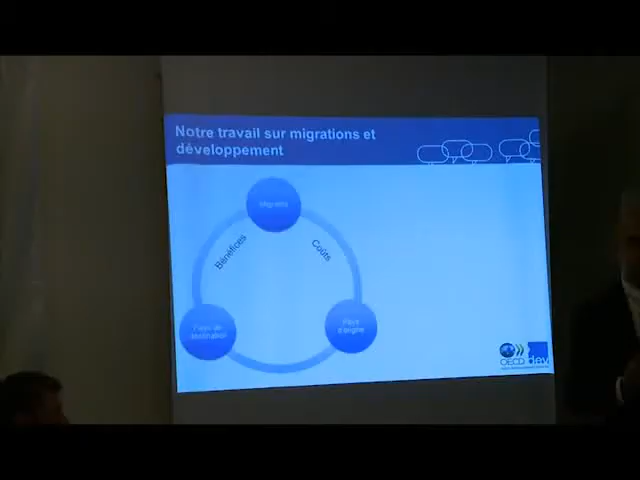 Notre travail sur migrations et
développement
Migrants
Bénéfices
Coûts
Pays de
destination
Pays
d'origine
OECD
dev